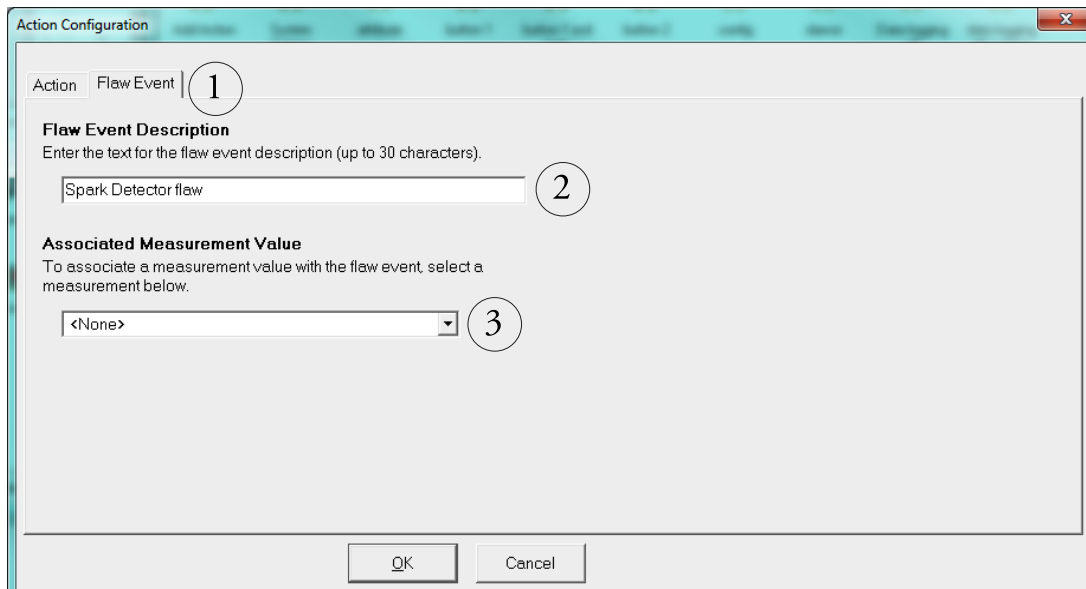 Action Configuration
x
Action
Flaw Event
1
Flaw Event Description
Enter the text for the flaw event description (up to 30 characters).
Spark Detector flaw
2
Associated Measurement Value
To associate a measurement value with the flaw event, select a
measurement below.
<None>
3
OK
Cancel